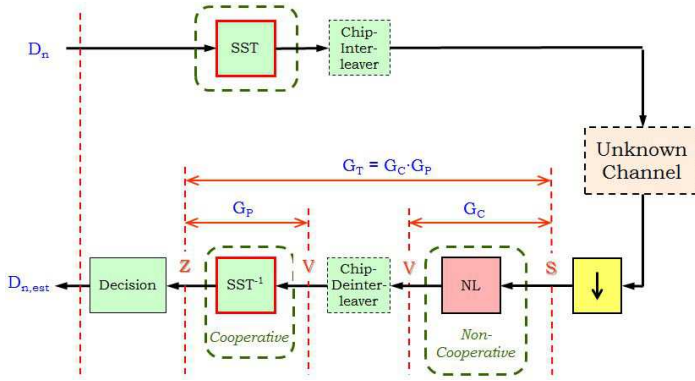 Dn
SST
Chip-
Inter-
leaver
Unknown
Channel
GT = GC·GP
GP
GC
Z
V
V
S
Dn,est
Decision
SST-1
Chip-
Deinter-
leaver
NL
Cooperative
Non-
Cooperative